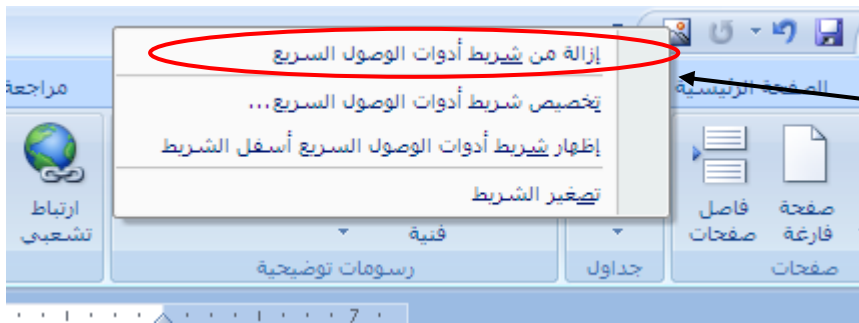 إزالة من شريط أدوات الوصول السريع
تخصيص شريط أدوات الوصول السريع...
إظهار شريط أدوات الوصول السريع أسفل الشريط
تصغير الشريط
الصفحة الرئيسية
مراجعة
صفحة فارغة
فاصل صفحات
فنية
ارتباط تشعبي
صفحات
جداول
رسومات توضيحية
7